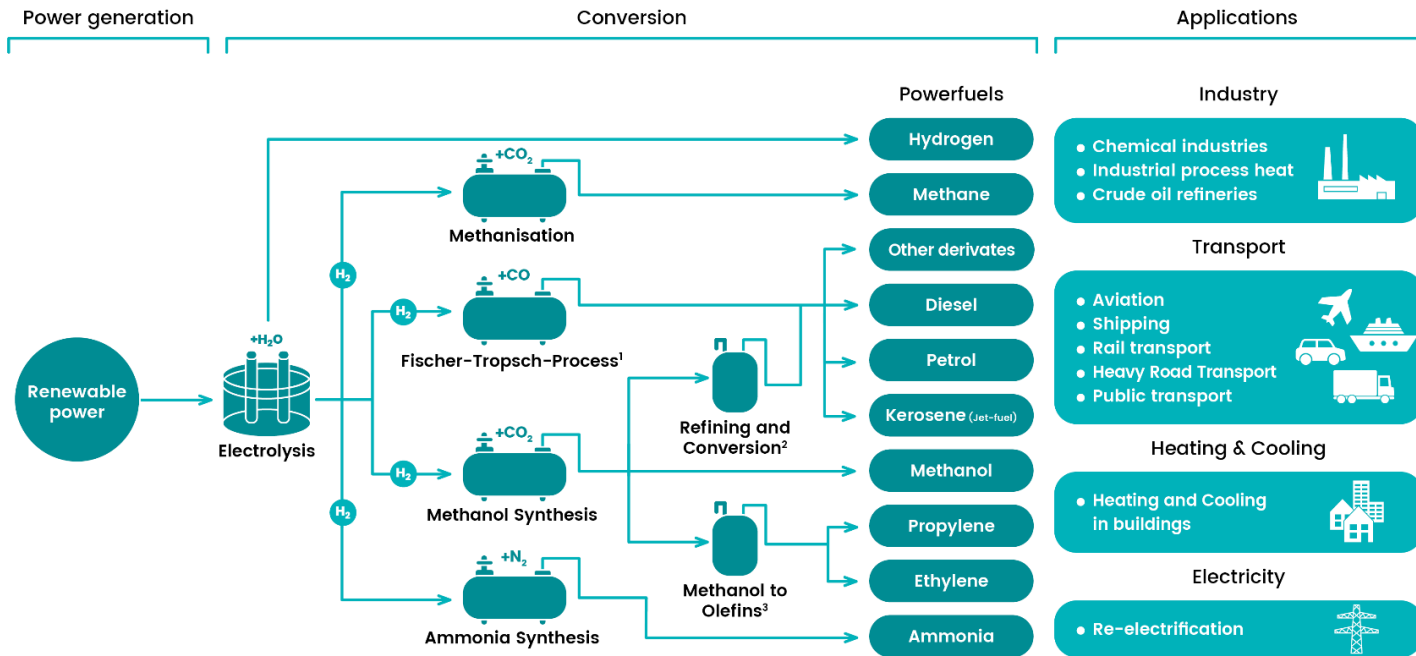 Power generation
Conversion
Applications
Powerfuels
Industry
Hydrogen
Methane
Other derivates
Diesel
Petrol
Kerosene (Jet-fuel)
Methanol
Propylene
Ethylene
Ammonia
+CO₂
Methanisation
H₂
+CO
H₂
Fischer-Tropsch-Process¹
+H₂O
Renewable
power
Electrolysis
Refining and
Conversion²
+CO₂
H₂
Methanol Synthesis
H₂
+N₂
Ammonia Synthesis
Methanol to
Olefins³
• Chemical industries
• Industrial process heat
• Crude oil refineries
Transport
• Aviation
• Shipping
• Rail transport
• Heavy Road Transport
• Public transport
Heating & Cooling
• Heating and Cooling
in buildings
Electricity
• Re-electrification